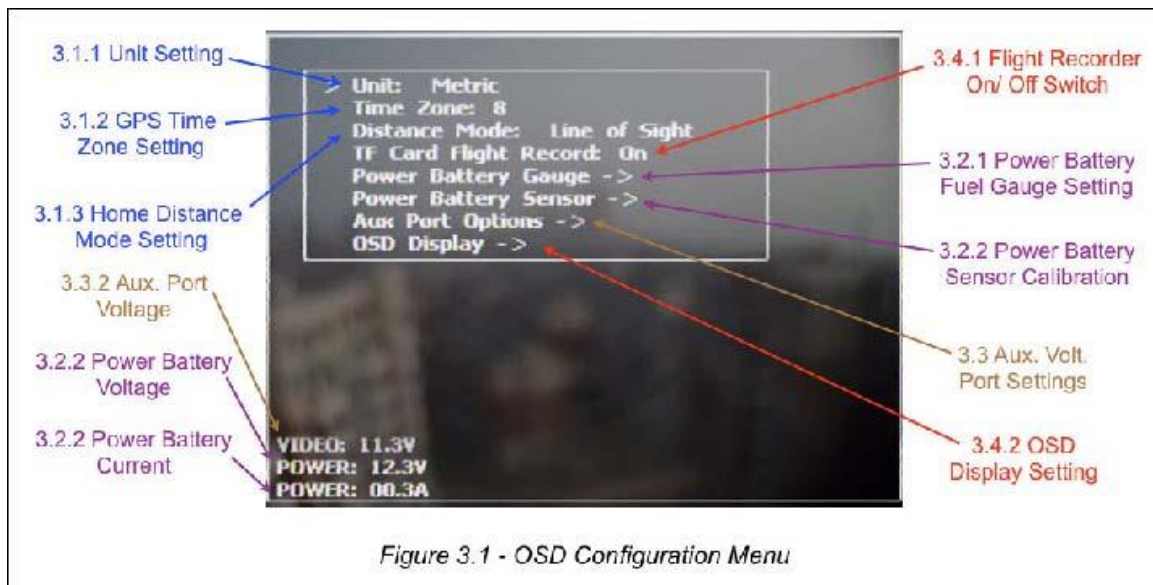 3.1.1 Unit Setting
3.1.2 GPS Time
Zone Setting
3.1.3 Home Distance
Mode Setting
3.3.2 Aux. Port
Voltage
3.2.2 Power Battery
Voltage
3.2.2 Power Battery
Current
> Unit: Metric
Time Zone: 8
Distance Mode: Line of Sight
TF Card Flight Record: On
Power Battery Gauge ->
Power Battery Sensor ->
Aux Port Options ->
OSD Display ->
VIDEO: 11.3V
POWER: 12.3V
POWER: 00.3A
3.4.1 Flight Recorder
On/ Off Switch
3.2.1 Power Battery
Fuel Gauge Setting
3.2.2 Power Battery
Sensor Calibration
3.3 Aux. Volt.
Port Settings
3.4.2 OSD
Display Setting
Figure 3.1 - OSD Configuration Menu